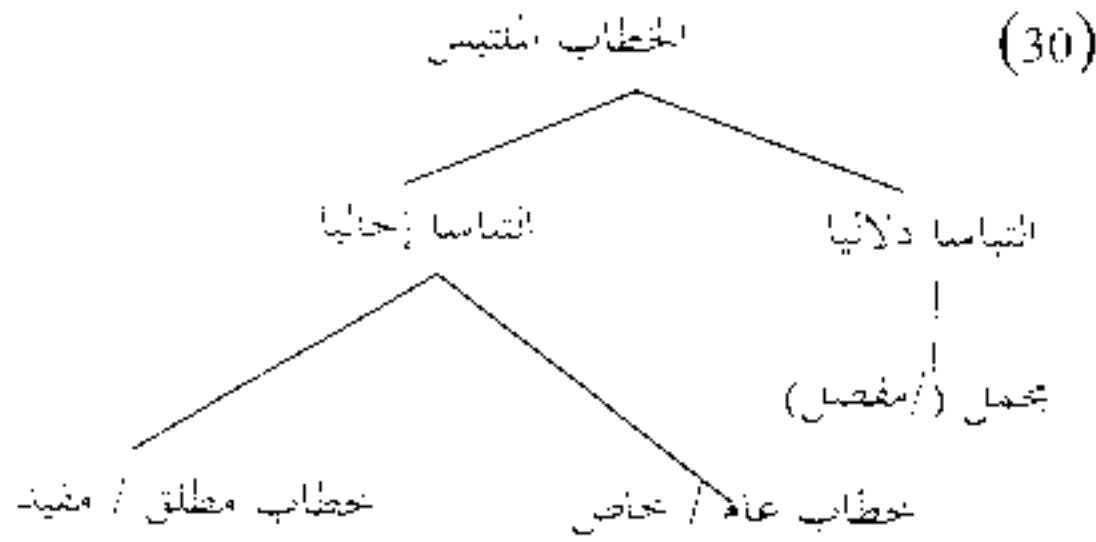 (30) الخطاب الملتبس
التباسا دلاليا التباسا إحاليا
مجمل (/مفصل)
خطاب عام / خاص خطاب مطلق / مقيد